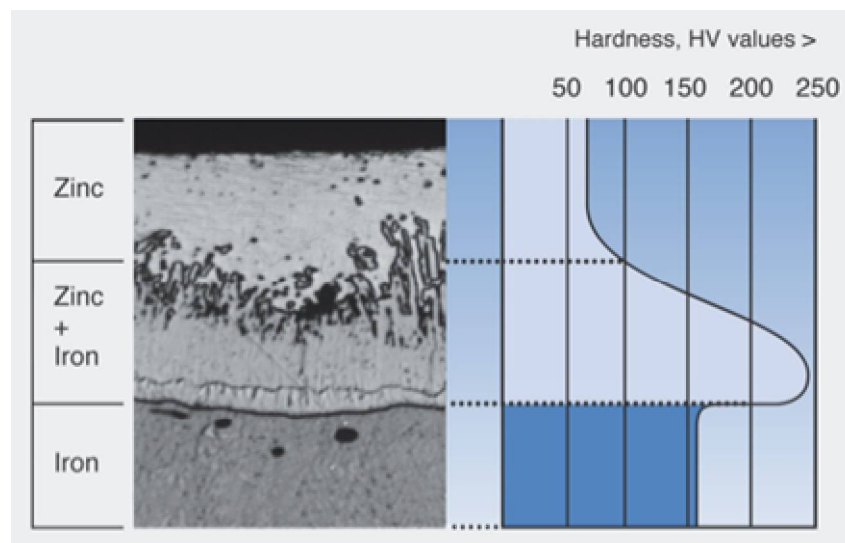 Hardness, HV values >
50 100 150 200 250
Zinc
Zinc
+
Iron
Iron